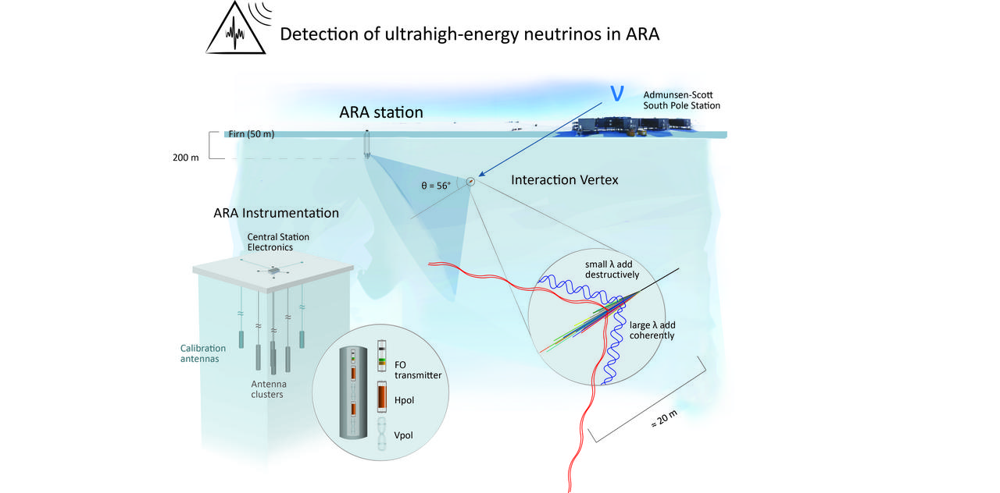 Detection of ultrahigh-energy neutrinos in ARA
ν
Admunsen-Scott
South Pole Station
ARA station
Firn (50 m)
200 m
θ = 56°
Interaction Vertex
ARA Instrumentation
Central Station
Electronics
small λ add
destructively
large λ add
coherently
Calibration
antennas
Antenna
clusters
FO
transmitter
Hpol
Vpol
≈ 20 m